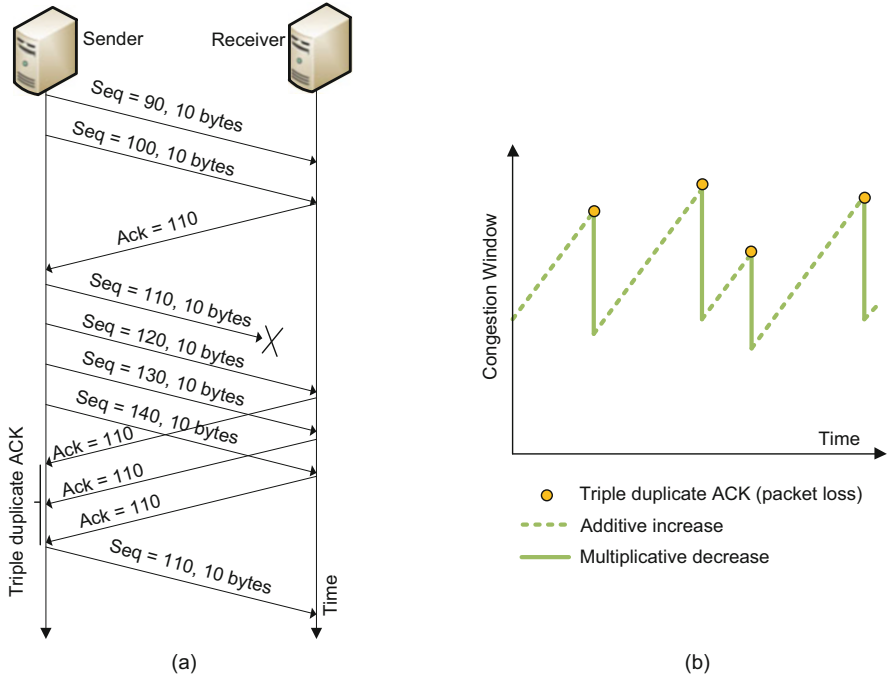 Sender
Receiver
Seq = 90, 10 bytes
Seq = 100, 10 bytes
Ack = 110
Seq = 110, 10 bytes
Seq = 120, 10 bytes
Seq = 130, 10 bytes
Seq = 140, 10 bytes
Ack = 110
Ack = 110
Ack = 110
Seq = 110, 10 bytes
Triple duplicate ACK
Time
(a)
Congestion Window
Time
Triple duplicate ACK (packet loss)
Additive increase
Multiplicative decrease
(b)